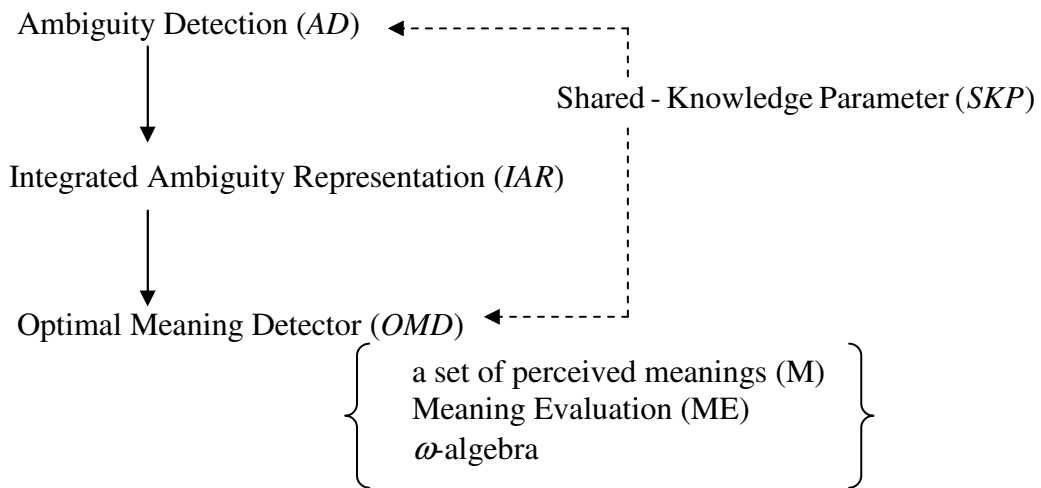 Ambiguity Detection (AD)
Shared - Knowledge Parameter (SKP)
Integrated Ambiguity Representation (IAR)
Optimal Meaning Detector (OMD)
a set of perceived meanings (M)
Meaning Evaluation (ME)
ω-algebra